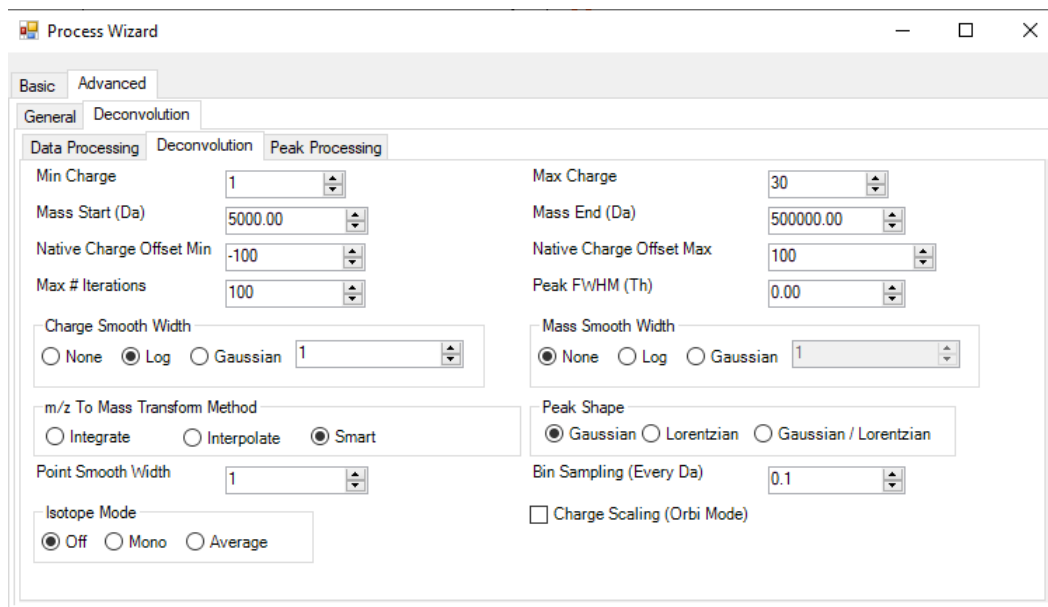 Process Wizard
Basic Advanced
General Deconvolution
Data Processing Deconvolution Peak Processing
Min Charge 1 Max Charge 30
Mass Start (Da) 5000.00 Mass End (Da) 500000.00
Native Charge Offset Min -100 Native Charge Offset Max 100
Max # Iterations 100 Peak FWHM (Th) 0.00
Charge Smooth Width Mass Smooth Width
None Log Gaussian 1 None Log Gaussian 1
m/z To Mass Transform Method Peak Shape
Integrate Interpolate Smart Gaussian Lorentzian Gaussian / Lorentzian
Point Smooth Width 1 Bin Sampling (Every Da) 0.1
Isotope Mode Charge Scaling (Orbi Mode)
Off Mono Average